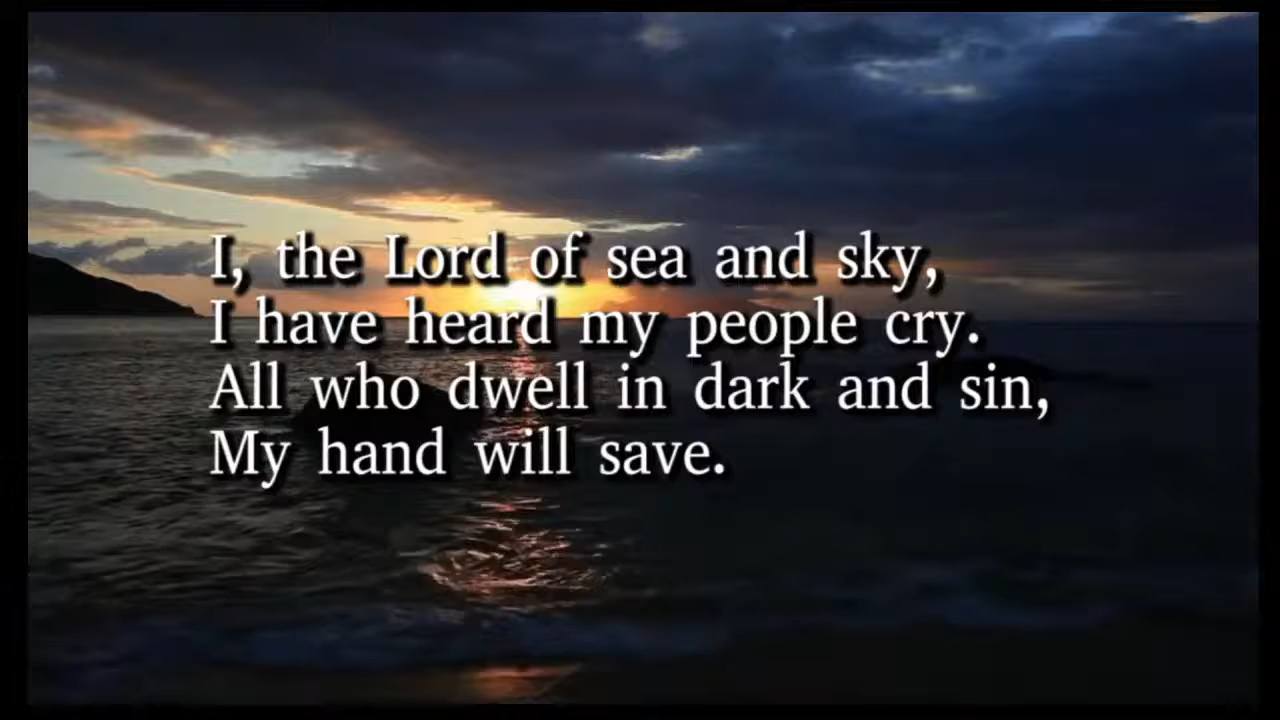 I, the Lord of sea and sky,
I have heard my people cry.
All who dwell in dark and sin,
My hand will save.